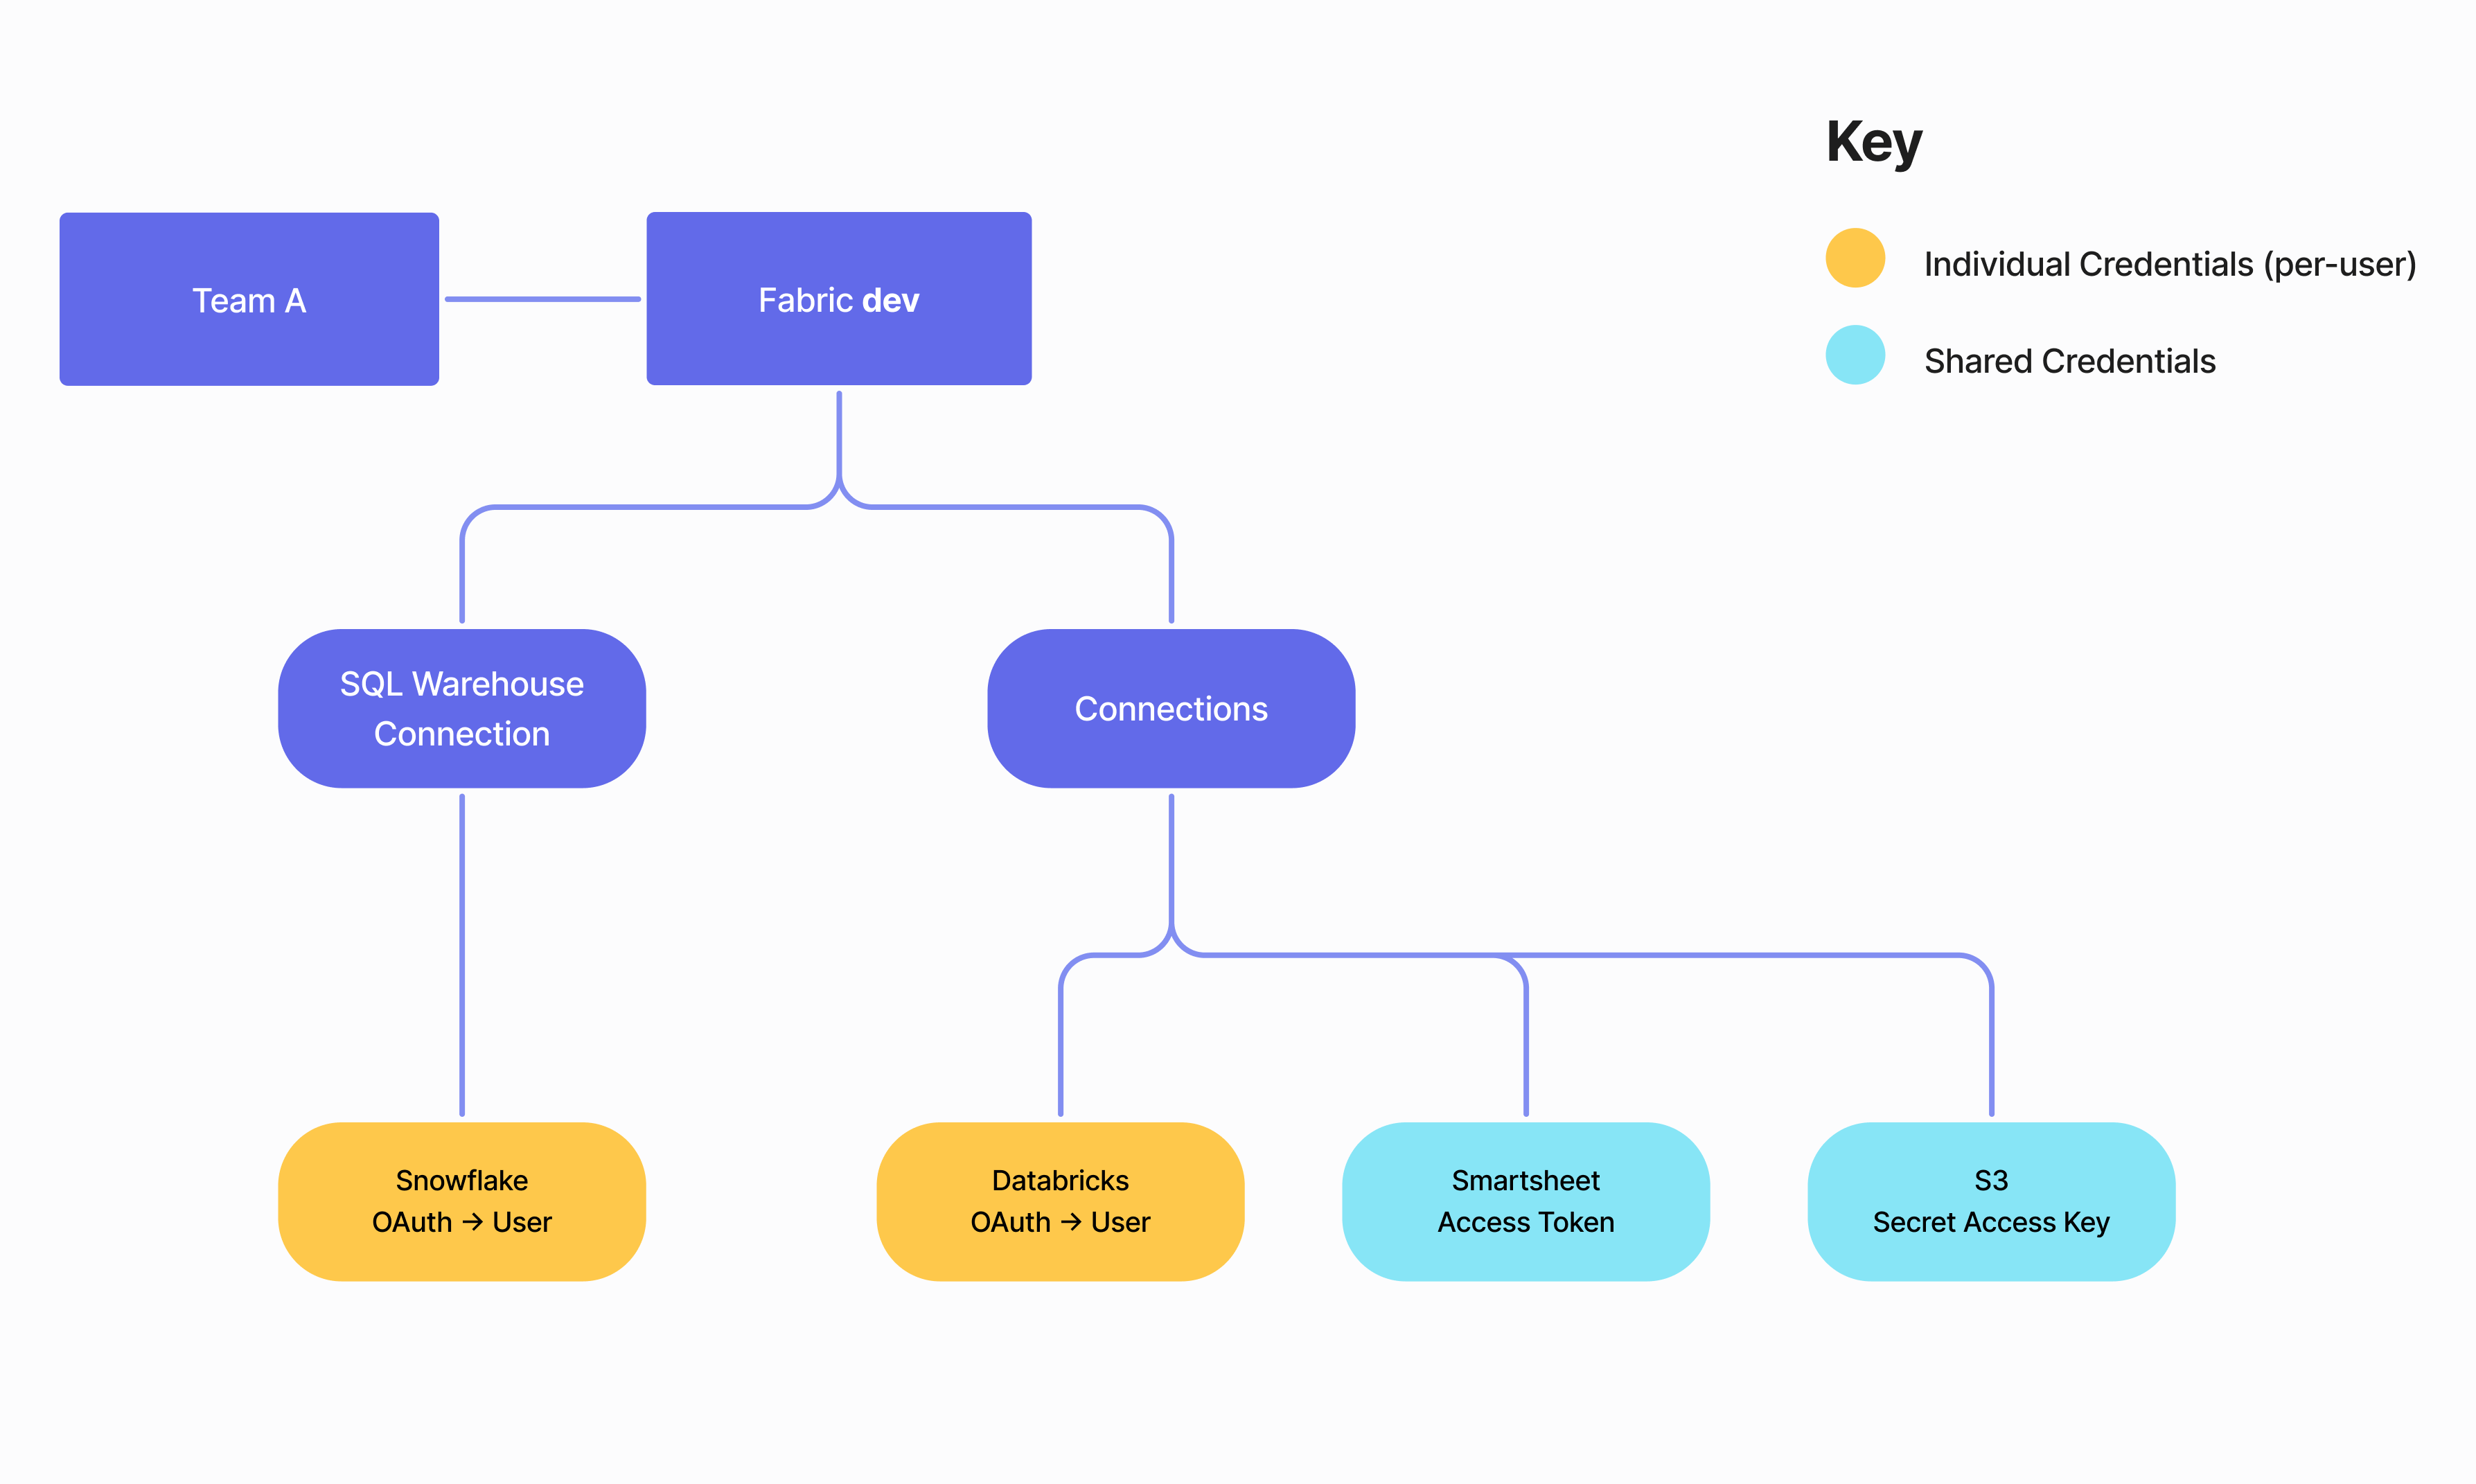 Key
Individual Credentials (per-user)
Shared Credentials
Team A
Fabric dev
SQL Warehouse
Connection
Connections
Snowflake
OAuth → User
Databricks
OAuth → User
Smartsheet
Access Token
S3
Secret Access Key